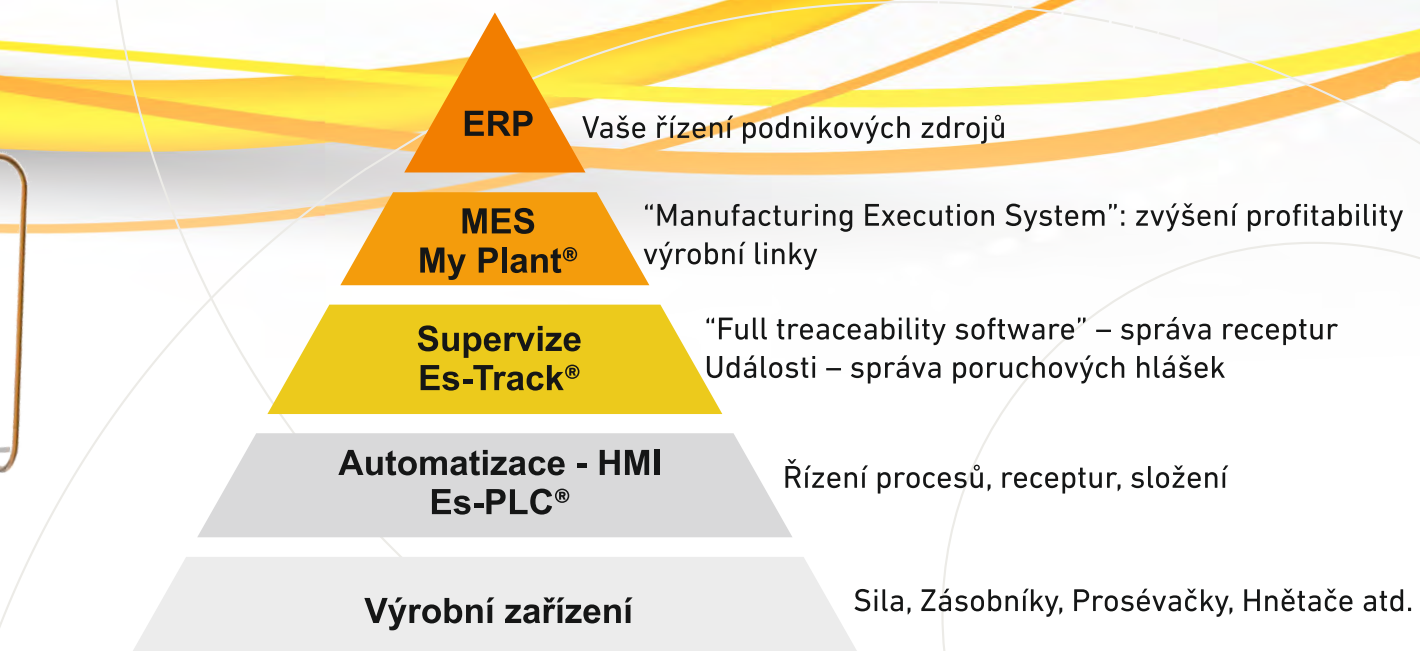 ERP
Vaše řízení podnikových zdrojů
MES
My Plant®
“Manufacturing Execution System”: zvýšení profitability
výrobní linky
Supervize
Es-Track®
“Full treaceability software” – správa receptur
Události – správa poruchových hlášek
Automatizace - HMI
Es-PLC®
Řízení procesů, receptur, složení
Výrobní zařízení
Sila, Zásobníky, Prosévačky, Hnětače atd.